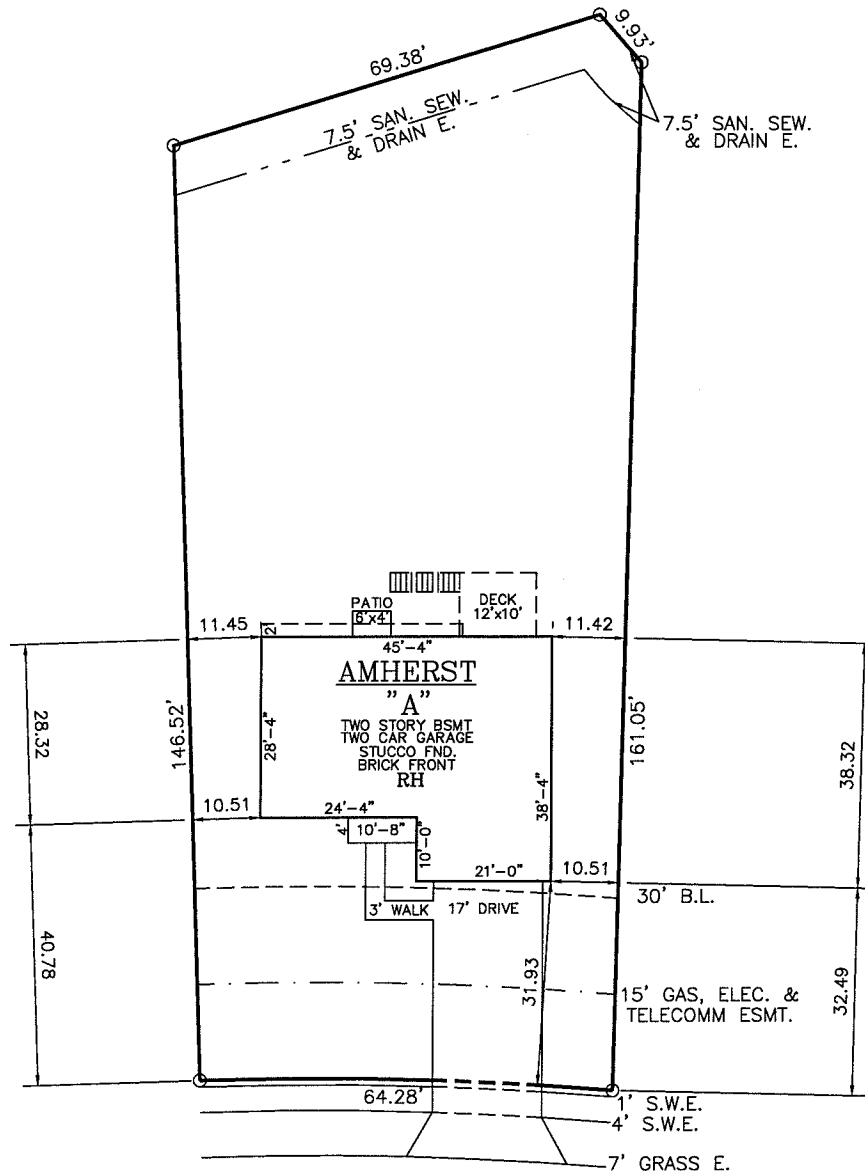 9.93'
69.38'
7.5' SAN. SEW.
& DRAIN E.
7.5' SAN. SEW.
& DRAIN E.
PATIO
6'x4'
DECK
12'x10'
11.45
2'
11.42
45'-4"
AMHERST
"A"
TWO STORY BSMT
TWO CAR GARAGE
STUCCO FND.
BRICK FRONT
RH
28.32
146.52'
28'-4"
38'-4"
161.05'
38.32
10.51
24'-4"
4'
10'-8"
10'-0"
21'-0"
10.51
30' B.L.
3' WALK
17' DRIVE
40.78
31.93
15' GAS, ELEC. &
TELECOMM ESMT.
32.49
64.28'
1' S.W.E.
4' S.W.E.
7' GRASS E.